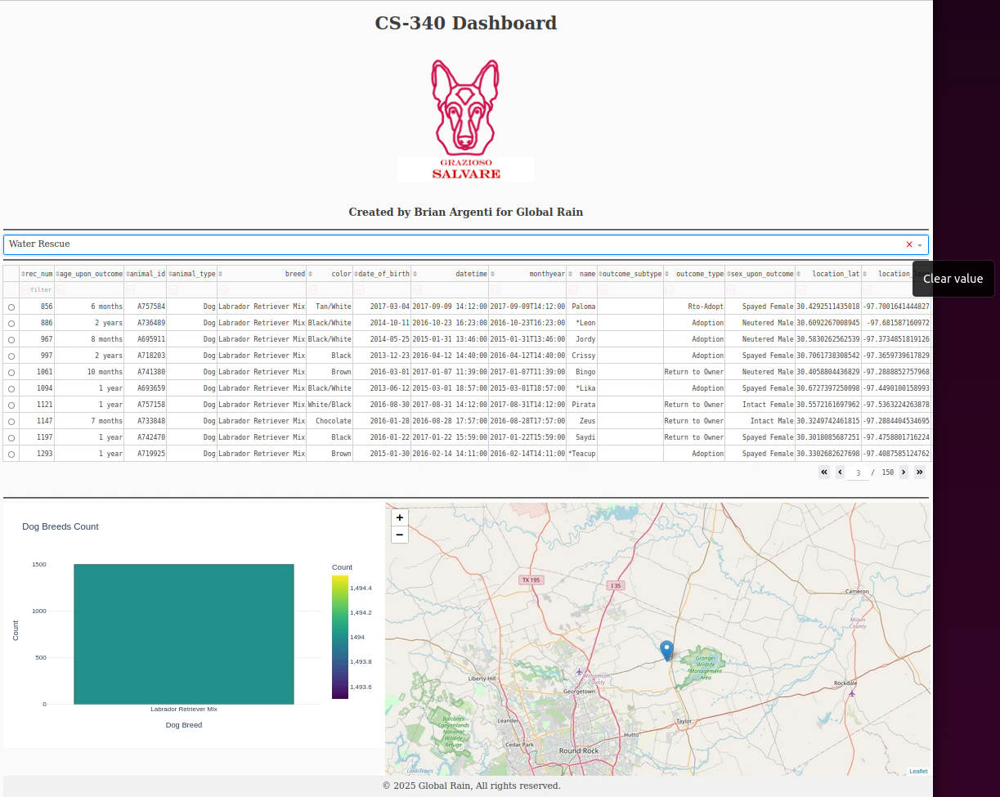 CS-340 Dashboard
GRAZIOSO
SALVARE
Created by Brian Argenti for Global Rain
Water Rescue
Clear value
rec_num age_upon_outcome animal_id animal_type breed color date_of_birth datetime monthyear name outcome_subtype outcome_type sex_upon_outcome location_lat
filter
856 6 months A757584 Dog Labrador Retriever Mix Tan/White 2017-03-04 2017-09-09 14:12:00 2017-09-09T14:12:00 Paloma Rto-Adopt Spayed Female 30.4292511435018 -97.7001641444827
886 2 years A736489 Dog Labrador Retriever Mix Black/White 2014-10-11 2016-10-23 16:23:00 2016-10-23T16:23:00 *Leon Adoption Neutered Male 30.6092267008945 -97.681587160972
967 8 months A695911 Dog Labrador Retriever Mix Black/White 2014-05-25 2015-01-31 13:46:00 2015-01-31T13:46:00 Jordy Adoption Neutered Male 30.5830262562539 -97.3734851819126
997 2 years A718203 Dog Labrador Retriever Mix Black 2013-12-23 2016-04-12 14:40:00 2016-04-12T14:40:00 Crissy Adoption Spayed Female 30.7061738308542 -97.3659739617829
1061 10 months A741380 Dog Labrador Retriever Mix Brown 2016-03-01 2017-01-07 11:39:00 2017-01-07T11:39:00 Bingo Return to Owner Neutered Male 30.4058804436829 -97.2888852757968
1094 1 year A693659 Dog Labrador Retriever Mix Black/White 2013-06-12 2015-03-01 18:57:00 2015-03-01T18:57:00 *Lika Adoption Spayed Female 30.6727397250098 -97.4490100158993
1121 1 year A757158 Dog Labrador Retriever Mix White/Black 2016-08-30 2017-08-31 14:12:00 2017-08-31T14:12:00 Pirata Return to Owner Intact Female 30.5572161697962 -97.5363224263878
1147 7 months A733848 Dog Labrador Retriever Mix Chocolate 2016-01-28 2016-08-28 17:57:00 2016-08-28T17:57:00 Zeus Return to Owner Intact Male 30.3249742461815 -97.2884404534695
1197 1 year A742470 Dog Labrador Retriever Mix Black 2016-01-22 2017-01-22 15:59:00 2017-01-22T15:59:00 Saydi Return to Owner Spayed Female 30.3018085687251 -97.4758801716224
1293 1 year A719925 Dog Labrador Retriever Mix Brown 2015-01-30 2016-02-14 14:11:00 2016-02-14T14:11:00 *Teacup Adoption Spayed Female 30.3302682627698 -97.4087585124762
3 / 150
Dog Breeds Count
Count
1500
1000
500
0
Labrador Retriever Mix
Dog Breed
Count
1,494.4
1,494.2
1494
1,493.8
1,493.6
+
−
TX 195
I 35
Cameron
Milam
County
Granger
Wildlife
Management
Area
Liberty Hill
Williamson
County
Georgetown
Rockdale
Balcones
Canyonlands
National
Wildlife
Refuge
Leander
Taylor
Hutto
Cedar Park
Round Rock
Lake Travis
Leaflet
© 2025 Global Rain, All rights reserved.